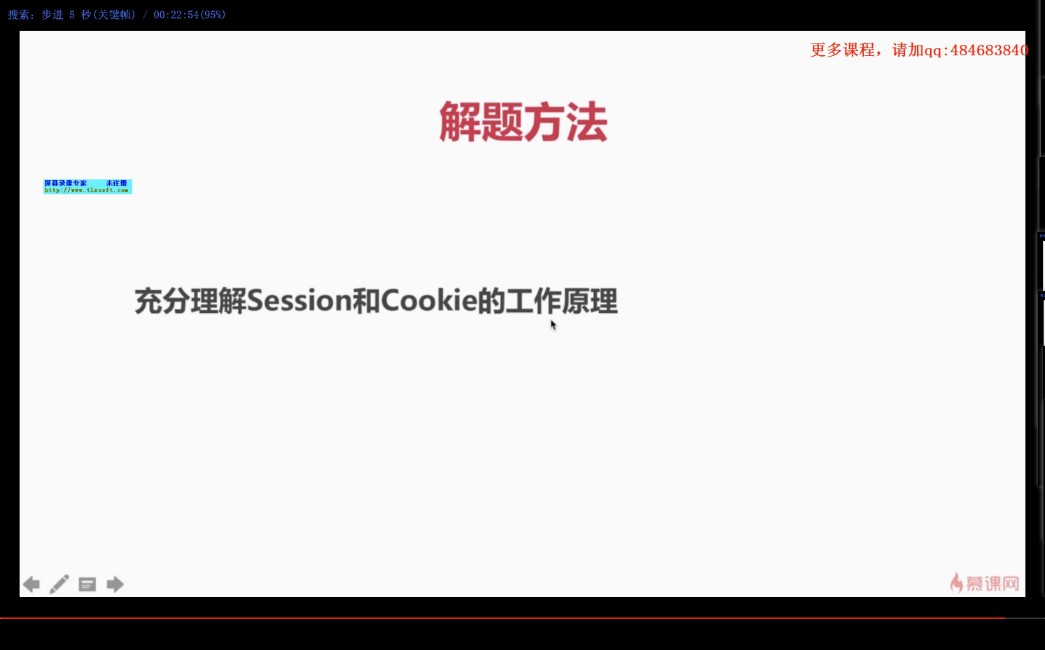 搜索: 步进 5 秒(关键帧) / 00:22:54(95%)
更多课程，请加qq:484683840
解题方法
屏幕录像专家 未注册
http://www.tlxsoft.com
充分理解Session和Cookie的工作原理
慕课网